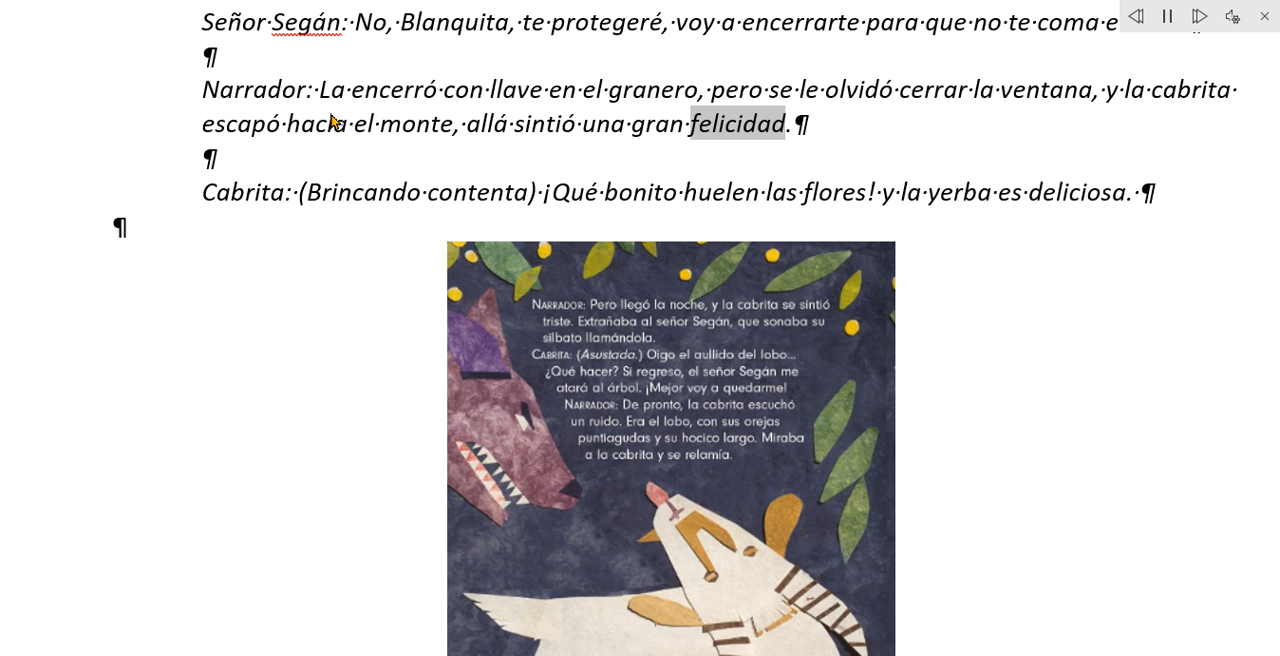 Señor Segán: No, Blanquita, te protegeré, voy a encerrarte para que no te coma
Narrador: La encerró con llave en el granero, pero se le olvidó cerrar la ventana, y la cabrita
escapó hacia el monte, allá sintió una gran felicidad.
Cabrita: (Brincando contenta) ¡Qué bonito huelen las flores! y la yerba es deliciosa.
NARRADOR: Pero llegó la noche, y la cabrita se sintió
triste. Extrañaba al señor Segán, que sonaba su
silbato llamándola.
CABRITA: (Asustada.) Oigo el aullido del lobo...
¿Qué hacer? Si regreso, el señor Segán me
atará al árbol. ¡Mejor voy a quedarme!
NARRADOR: De pronto, la cabrita escuchó
un ruido. Era el lobo, con sus orejas
puntiagudas y su hocico largo. Miraba
a la cabrita y se relamía.